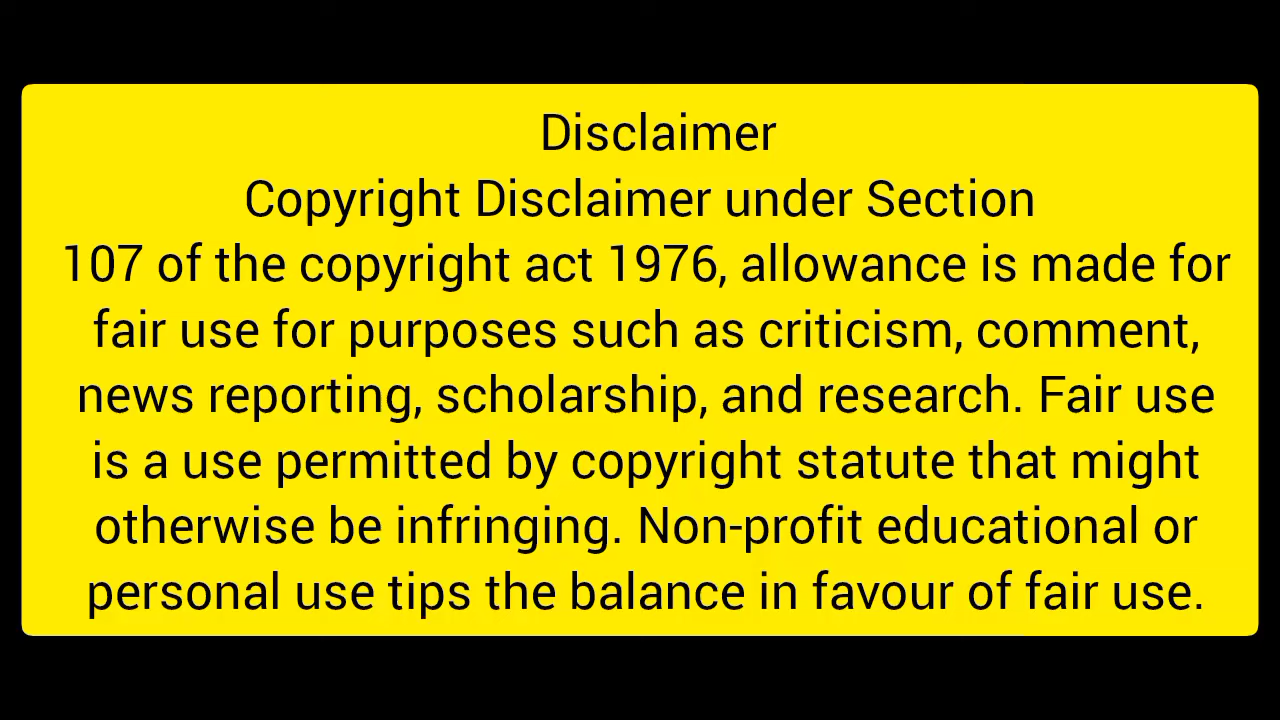 Disclaimer
Copyright Disclaimer under Section
107 of the copyright act 1976, allowance is made for
fair use for purposes such as criticism, comment,
news reporting, scholarship, and research. Fair use
is a use permitted by copyright statute that might
otherwise be infringing. Non-profit educational or
personal use tips the balance in favour of fair use.